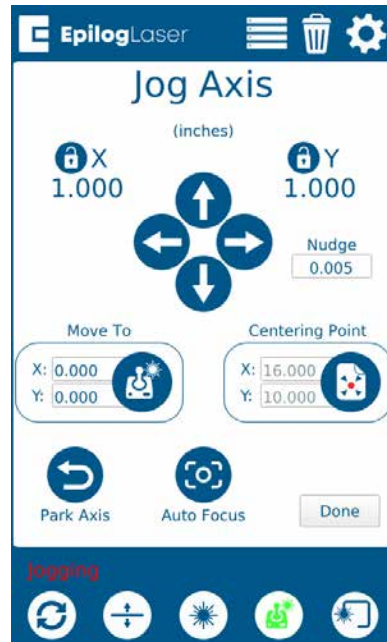 EpilogLaser
Jog Axis
(inches)
X
1.000
Y
1.000
Nudge
0.005
Move To
X: 0.000
Y: 0.000
Centering Point
X: 16.000
Y: 10.000
Park Axis
Auto Focus
Done
Jogging